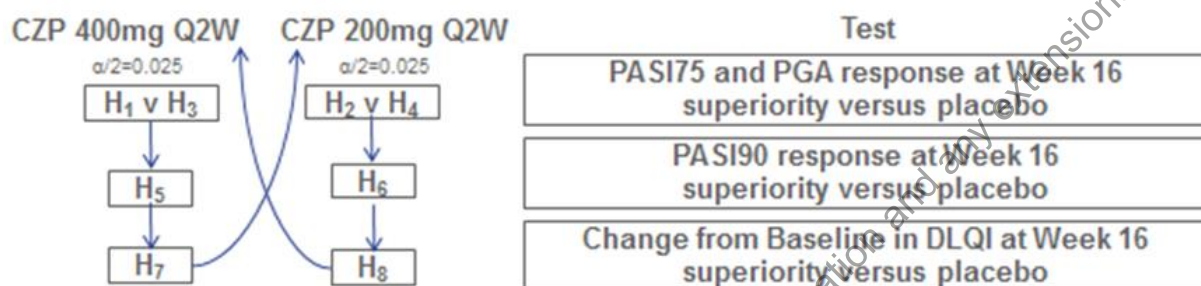 CZP 400mg Q2W CZP 200mg Q2W Test
α/2=0.025 α/2=0.025
H1 v H3 H2 v H4 PASI75 and PGA response at Week 16
superiority versus placebo
H5 H6 PASI90 response at Week 16
superiority versus placebo
H7 H8 Change from Baseline in DLQI at Week 16
superiority versus placebo